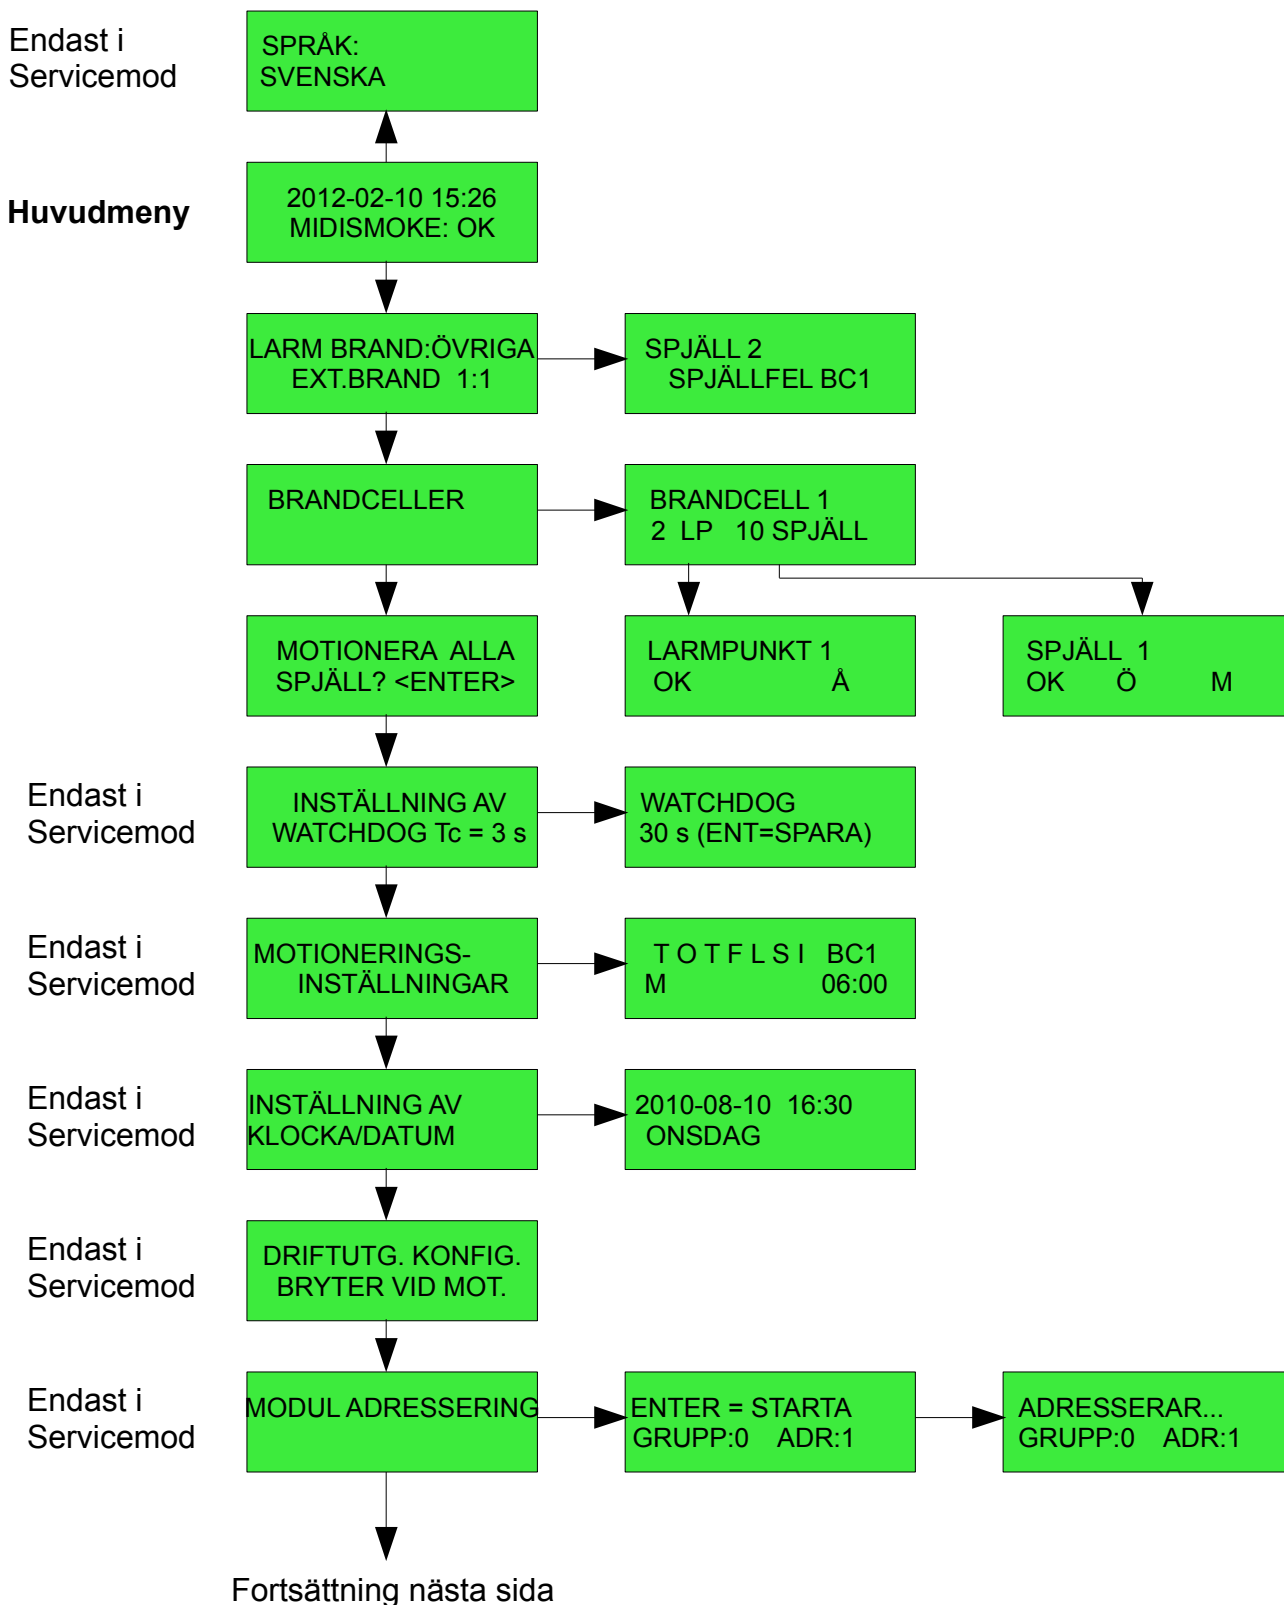 Endast i
Servicemod
SPRÅK:
SVENSKA
Huvudmeny
2012-02-10 15:26
MIDISMOKE: OK
LARM BRAND:ÖVRIGA
EXT.BRAND 1:1
SPJÄLL 2
SPJÄLLFEL BC1
BRANDCELLER
BRANDCELL 1
2 LP 10 SPJÄLL
MOTIONERA ALLA
SPJÄLL? <ENTER>
LARMPUNKT 1
OK Å
SPJÄLL 1
OK Ö M
Endast i
Servicemod
INSTÄLLNING AV
WATCHDOG Tc = 3 s
WATCHDOG
30 s (ENT=SPARA)
Endast i
Servicemod
MOTIONERINGS-
INSTÄLLNINGAR
T O T F L S I BC1
M 06:00
Endast i
Servicemod
INSTÄLLNING AV
KLOCKA/DATUM
2010-08-10 16:30
ONSDAG
Endast i
Servicemod
DRIFTUTG. KONFIG.
BRYTER VID MOT.
Endast i
Servicemod
MODUL ADRESSERING
ENTER = STARTA
GRUPP:0 ADR:1
ADRESSERAR...
GRUPP:0 ADR:1
Fortsättning nästa sida